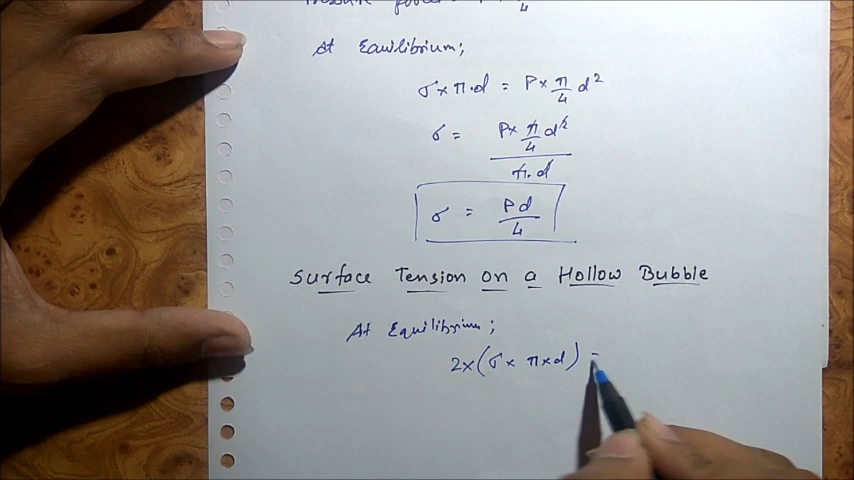 At Equilibrium;
σ × π.d = P × π/4 d²
σ = P× π/4 d² / π.d
σ = Pd/4
Surface Tension on a Hollow Bubble
At Equilibrium;
2×(σ × π×d) =